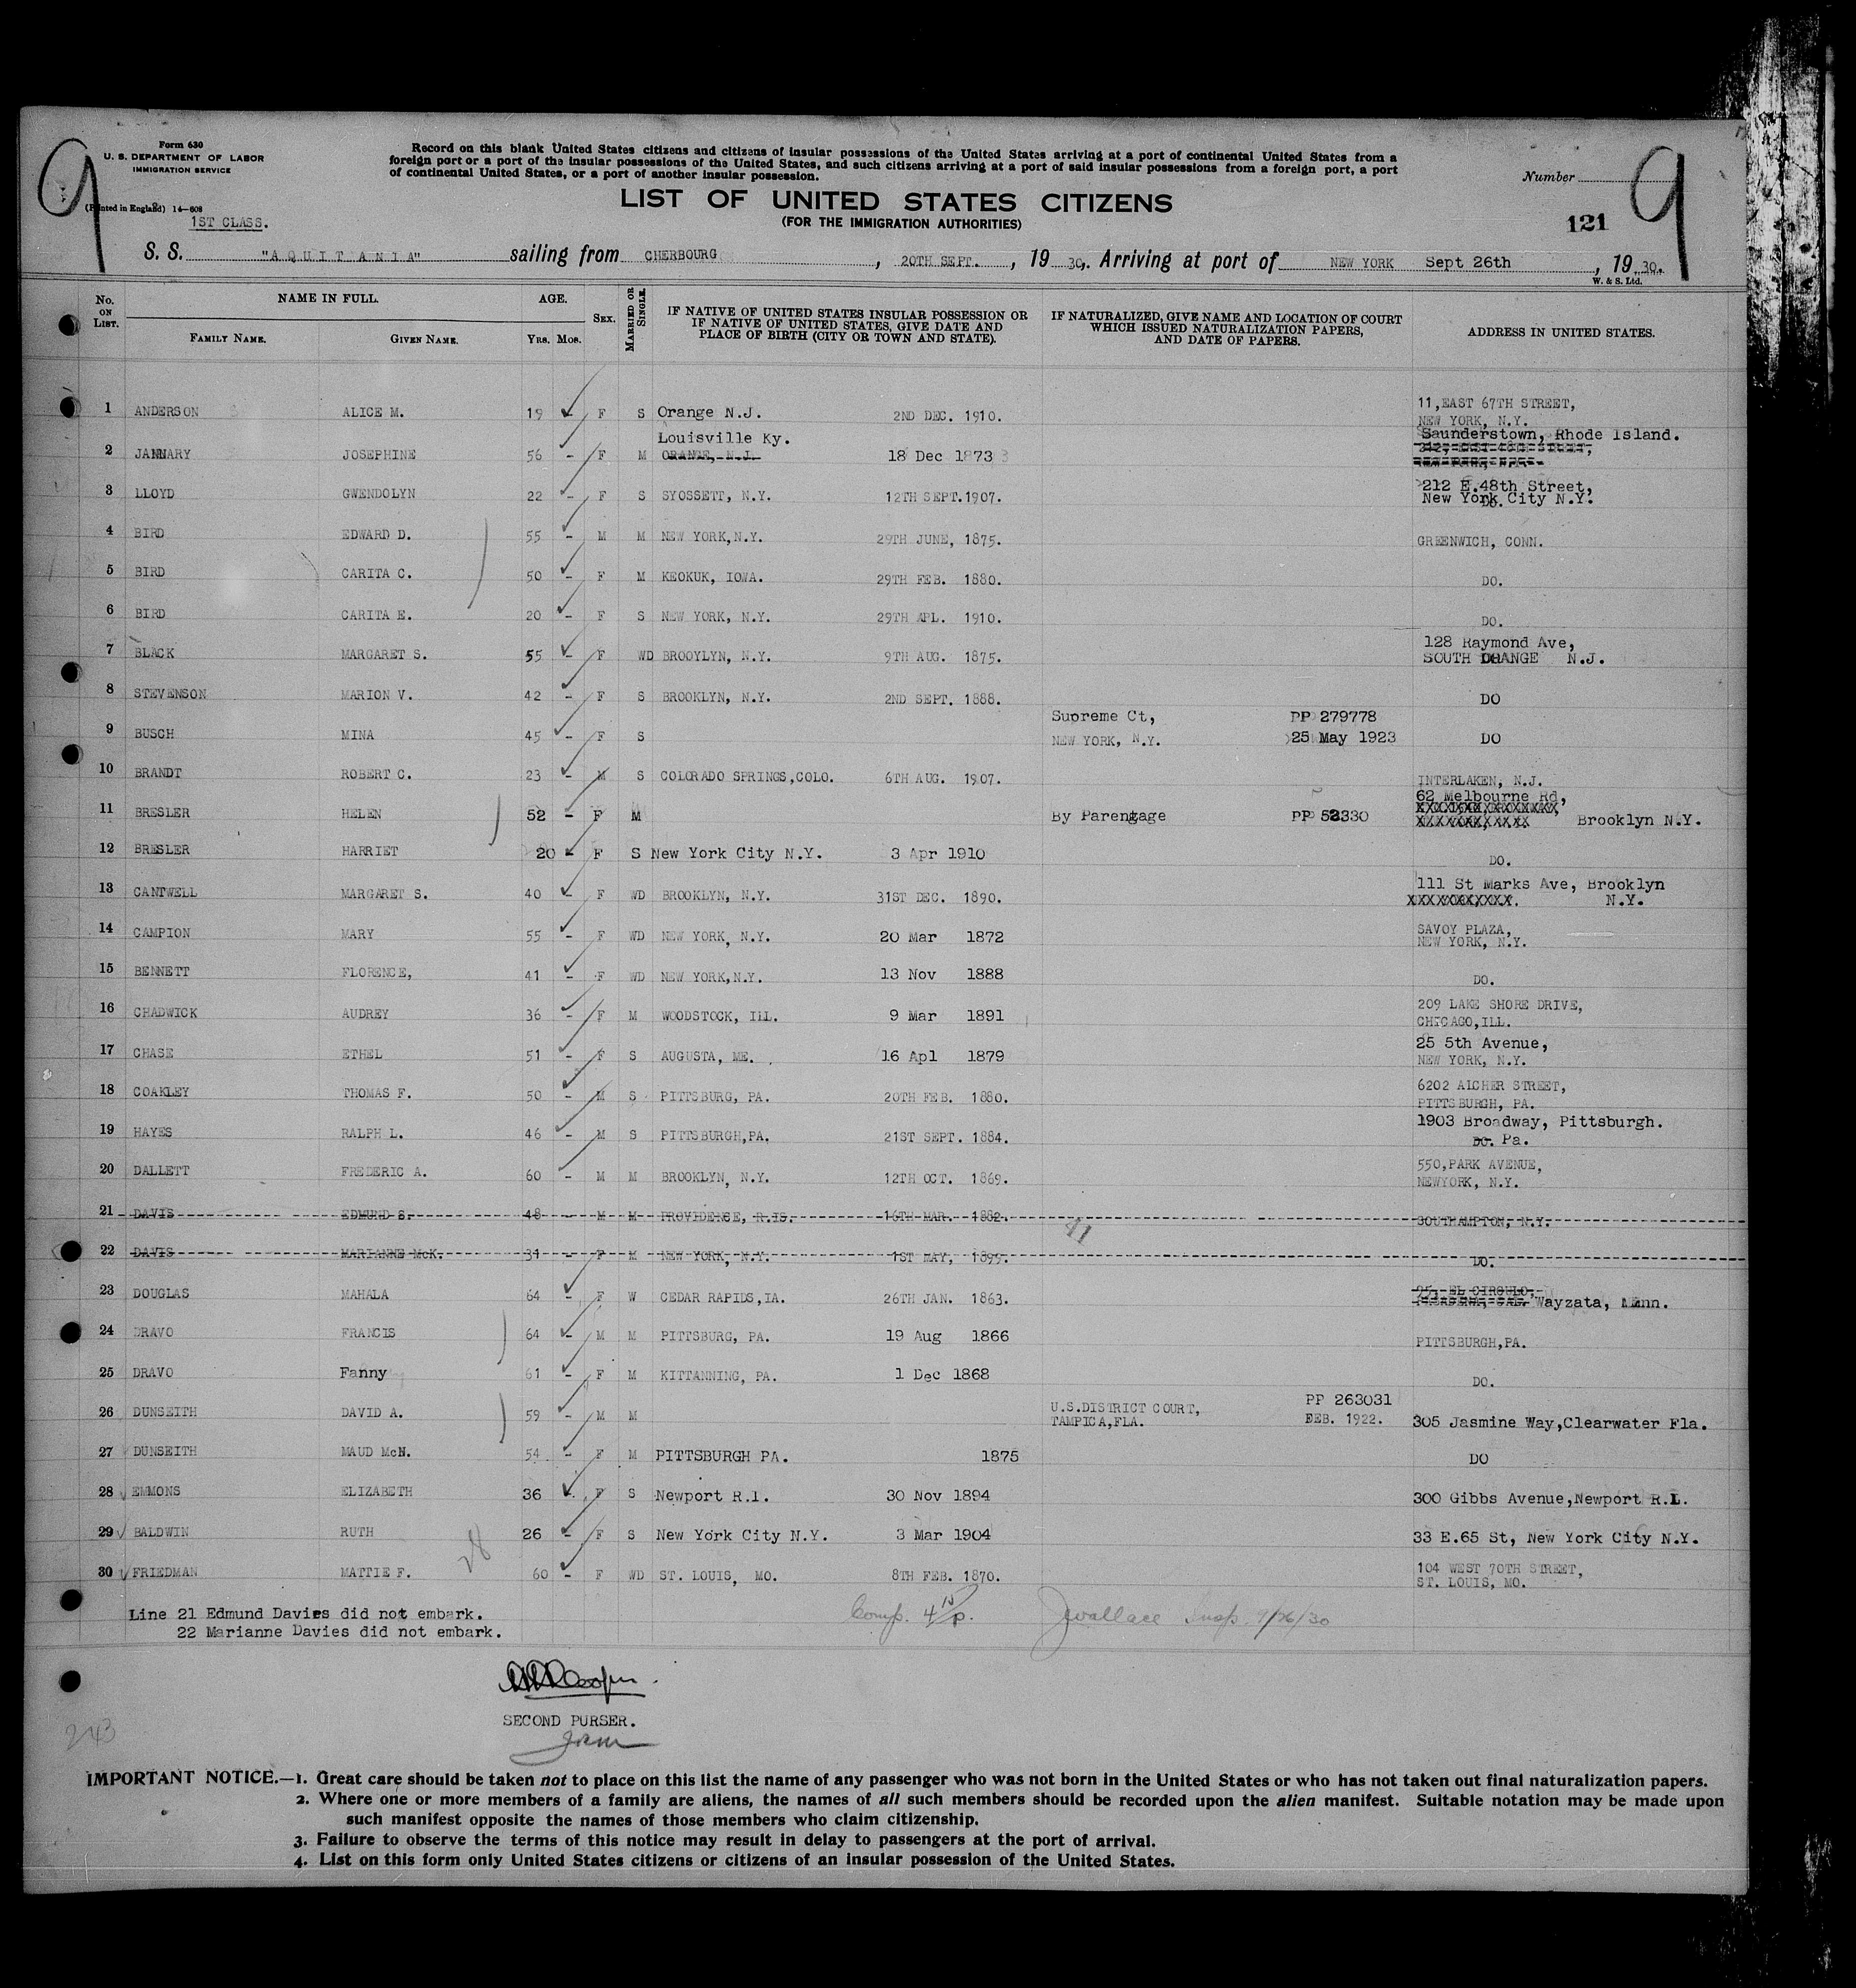 9
Form 630
U. S. DEPARTMENT OF LABOR
IMMIGRATION SERVICE
(Printed in England) 14—608
1ST CLASS.
Record on this blank United States citizens and citizens of insular possessions of the United States arriving at a port of continental United States from a
foreign port or a port of the insular possessions of the United States, and such citizens arriving at a port of said insular possessions from a foreign port, a port
of continental United States, or a port of another insular possession.
LIST OF UNITED STATES CITIZENS
(FOR THE IMMIGRATION AUTHORITIES)
Number
9
121
S. S. "AQUITANIA" sailing from CHERBOURG, 20TH SEPT., 19 30, Arriving at port of NEW YORK Sept 26th, 19 30.
W. & S. Ltd.
No. ON LIST. NAME IN FULL. FAMILY NAME. GIVEN NAME. AGE. YRS. MOS. SEX. MARRIED OR SINGLE. IF NATIVE OF UNITED STATES INSULAR POSSESSION OR IF NATIVE OF UNITED STATES, GIVE DATE AND PLACE OF BIRTH (CITY OR TOWN AND STATE). IF NATURALIZED, GIVE NAME AND LOCATION OF COURT WHICH ISSUED NATURALIZATION PAPERS, AND DATE OF PAPERS. ADDRESS IN UNITED STATES.
1 ANDERSON ALICE M. 19 F S Orange N.J. 2ND DEC. 1910. 11,EAST 67TH STREET,
NEW YORK, N.Y.
Louisville Ky. Saunderstown, Rhode Island.
2 JANNARY JOSEPHINE 56 - F M ORANGE, N.J. 18 Dec 1873
3 LLOYD GWENDOLYN 22 - F S SYOSSETT, N.Y. 12TH SEPT.1907. 212 E.48th Street,
New York City N.Y.
4 BIRD EDWARD D. 55 - M M NEW YORK,N.Y. 29TH JUNE, 1875. GREENWICH, CONN.
5 BIRD CARITA C. 50 - F M KEOKUK, IOWA. 29TH FEB. 1880. DO.
6 BIRD CARITA E. 20 - F S NEW YORK, N.Y. 29TH APL. 1910. DO.
7 BLACK MARGARET S. 55 - F WD BROOYLYN, N.Y. 9TH AUG. 1875. 128 Raymond Ave,
SOUTH ORANGE N.J.
8 STEVENSON MARION V. 42 - F S BROOKLYN, N.Y. 2ND SEPT. 1888. DO
Supreme Ct, PP 279778
9 BUSCH MINA 45 - F S NEW YORK, N.Y. 25 May 1923 DO
10 BRANDT ROBERT C. 23 - M S COLORADO SPRINGS,COLO. 6TH AUG. 1907. INTERLAKEN, N.J.
62 Melbourne Rd,
11 BRESLER HELEN 52 - F M By Parentage PP 52330 Brooklyn N.Y.
12 BRESLER HARRIET 20 - F S New York City N.Y. 3 Apr 1910 DO.
13 CANTWELL MARGARET S. 40 - F WD BROOKLYN, N.Y. 31ST DEC. 1890. 111 St Marks Ave, Brooklyn
N.Y.
14 CAMPION MARY 55 - F WD NEW YORK, N.Y. 20 Mar 1872 SAVOY PLAZA,
NEW YORK, N.Y.
15 BENNETT FLORENCE, 41 - F WD NEW YORK,N.Y. 13 Nov 1888 DO.
16 CHADWICK AUDREY 36 - F M WOODSTOCK, ILL. 9 Mar 1891 209 LAKE SHORE DRIVE,
CHICAGO,ILL.
17 CHASE ETHEL 51 - F S AUGUSTA, ME. 16 Apl 1879 25 5th Avenue,
NEW YORK, N.Y.
18 COAKLEY THOMAS F. 50 - M S PITTSBURG, PA. 20TH FEB. 1880. 6202 AICHER STREET,
PITTSBURGH, PA.
19 HAYES RALPH L. 46 - M S PITTSBURGH,PA. 21ST SEPT. 1884. 1903 Broadway, Pittsburgh.
DO. Pa.
20 DALLETT FREDERIC A. 60 - M M BROOKLYN, N.Y. 12TH OCT. 1869. 550,PARK AVENUE,
NEWYORK, N.Y.
21 DAVIS EDMUND S. 48 - M M PROVIDENCE, R.IS. 16TH MAR. 1882. SOUTHAMPTON, N.Y.
41
22 DAVIS MARIANNE McK. 31 - F M NEW YORK, N.Y. 1ST MAY, 1899. DO.
23 DOUGLAS MAHALA 64 - F W CEDAR RAPIDS,IA. 26TH JAN. 1863. EL CIRCULO,
PASADENA, CAL. Wayzata, Minn.
24 DRAVO FRANCIS 64 - M M PITTSBURG, PA. 19 Aug 1866 PITTSBURGH,PA.
25 DRAVO Fanny 61 - F M KITTANNING, PA. 1 Dec 1868 DO.
PP 263031
26 DUNSEITH DAVID A. 59 - M M U.S.DISTRICT COURT,
TAMPICA,FLA. FEB. 1922. 305 Jasmine Way,Clearwater Fla.
27 DUNSEITH MAUD McN. 54 - F M PITTSBURGH PA. 1875 DO
28 EMMONS ELIZABETH 36 - F S Newport R.I. 30 Nov 1894 300 Gibbs Avenue,Newport R.I.
29 BALDWIN RUTH 26 - F S New York City N.Y. 3 Mar 1904 33 E.65 St, New York City N.Y.
28
30 FRIEDMAN MATTIE F. 60 - F WD ST. LOUIS, MO. 8TH FEB. 1870. 104 WEST 70TH STREET,
ST. LOUIS, MO.
Line 21 Edmund Davies did not embark.
22 Marianne Davies did not embark.
Comp. 4 p. JWallace Insp. 9/26/30
SECOND PURSER.
243
IMPORTANT NOTICE.—1. Great care should be taken not to place on this list the name of any passenger who was not born in the United States or who has not taken out final naturalization papers.
2. Where one or more members of a family are aliens, the names of all such members should be recorded upon the alien manifest. Suitable notation may be made upon
such manifest opposite the names of those members who claim citizenship.
3. Failure to observe the terms of this notice may result in delay to passengers at the port of arrival.
4. List on this form only United States citizens or citizens of an insular possession of the United States.